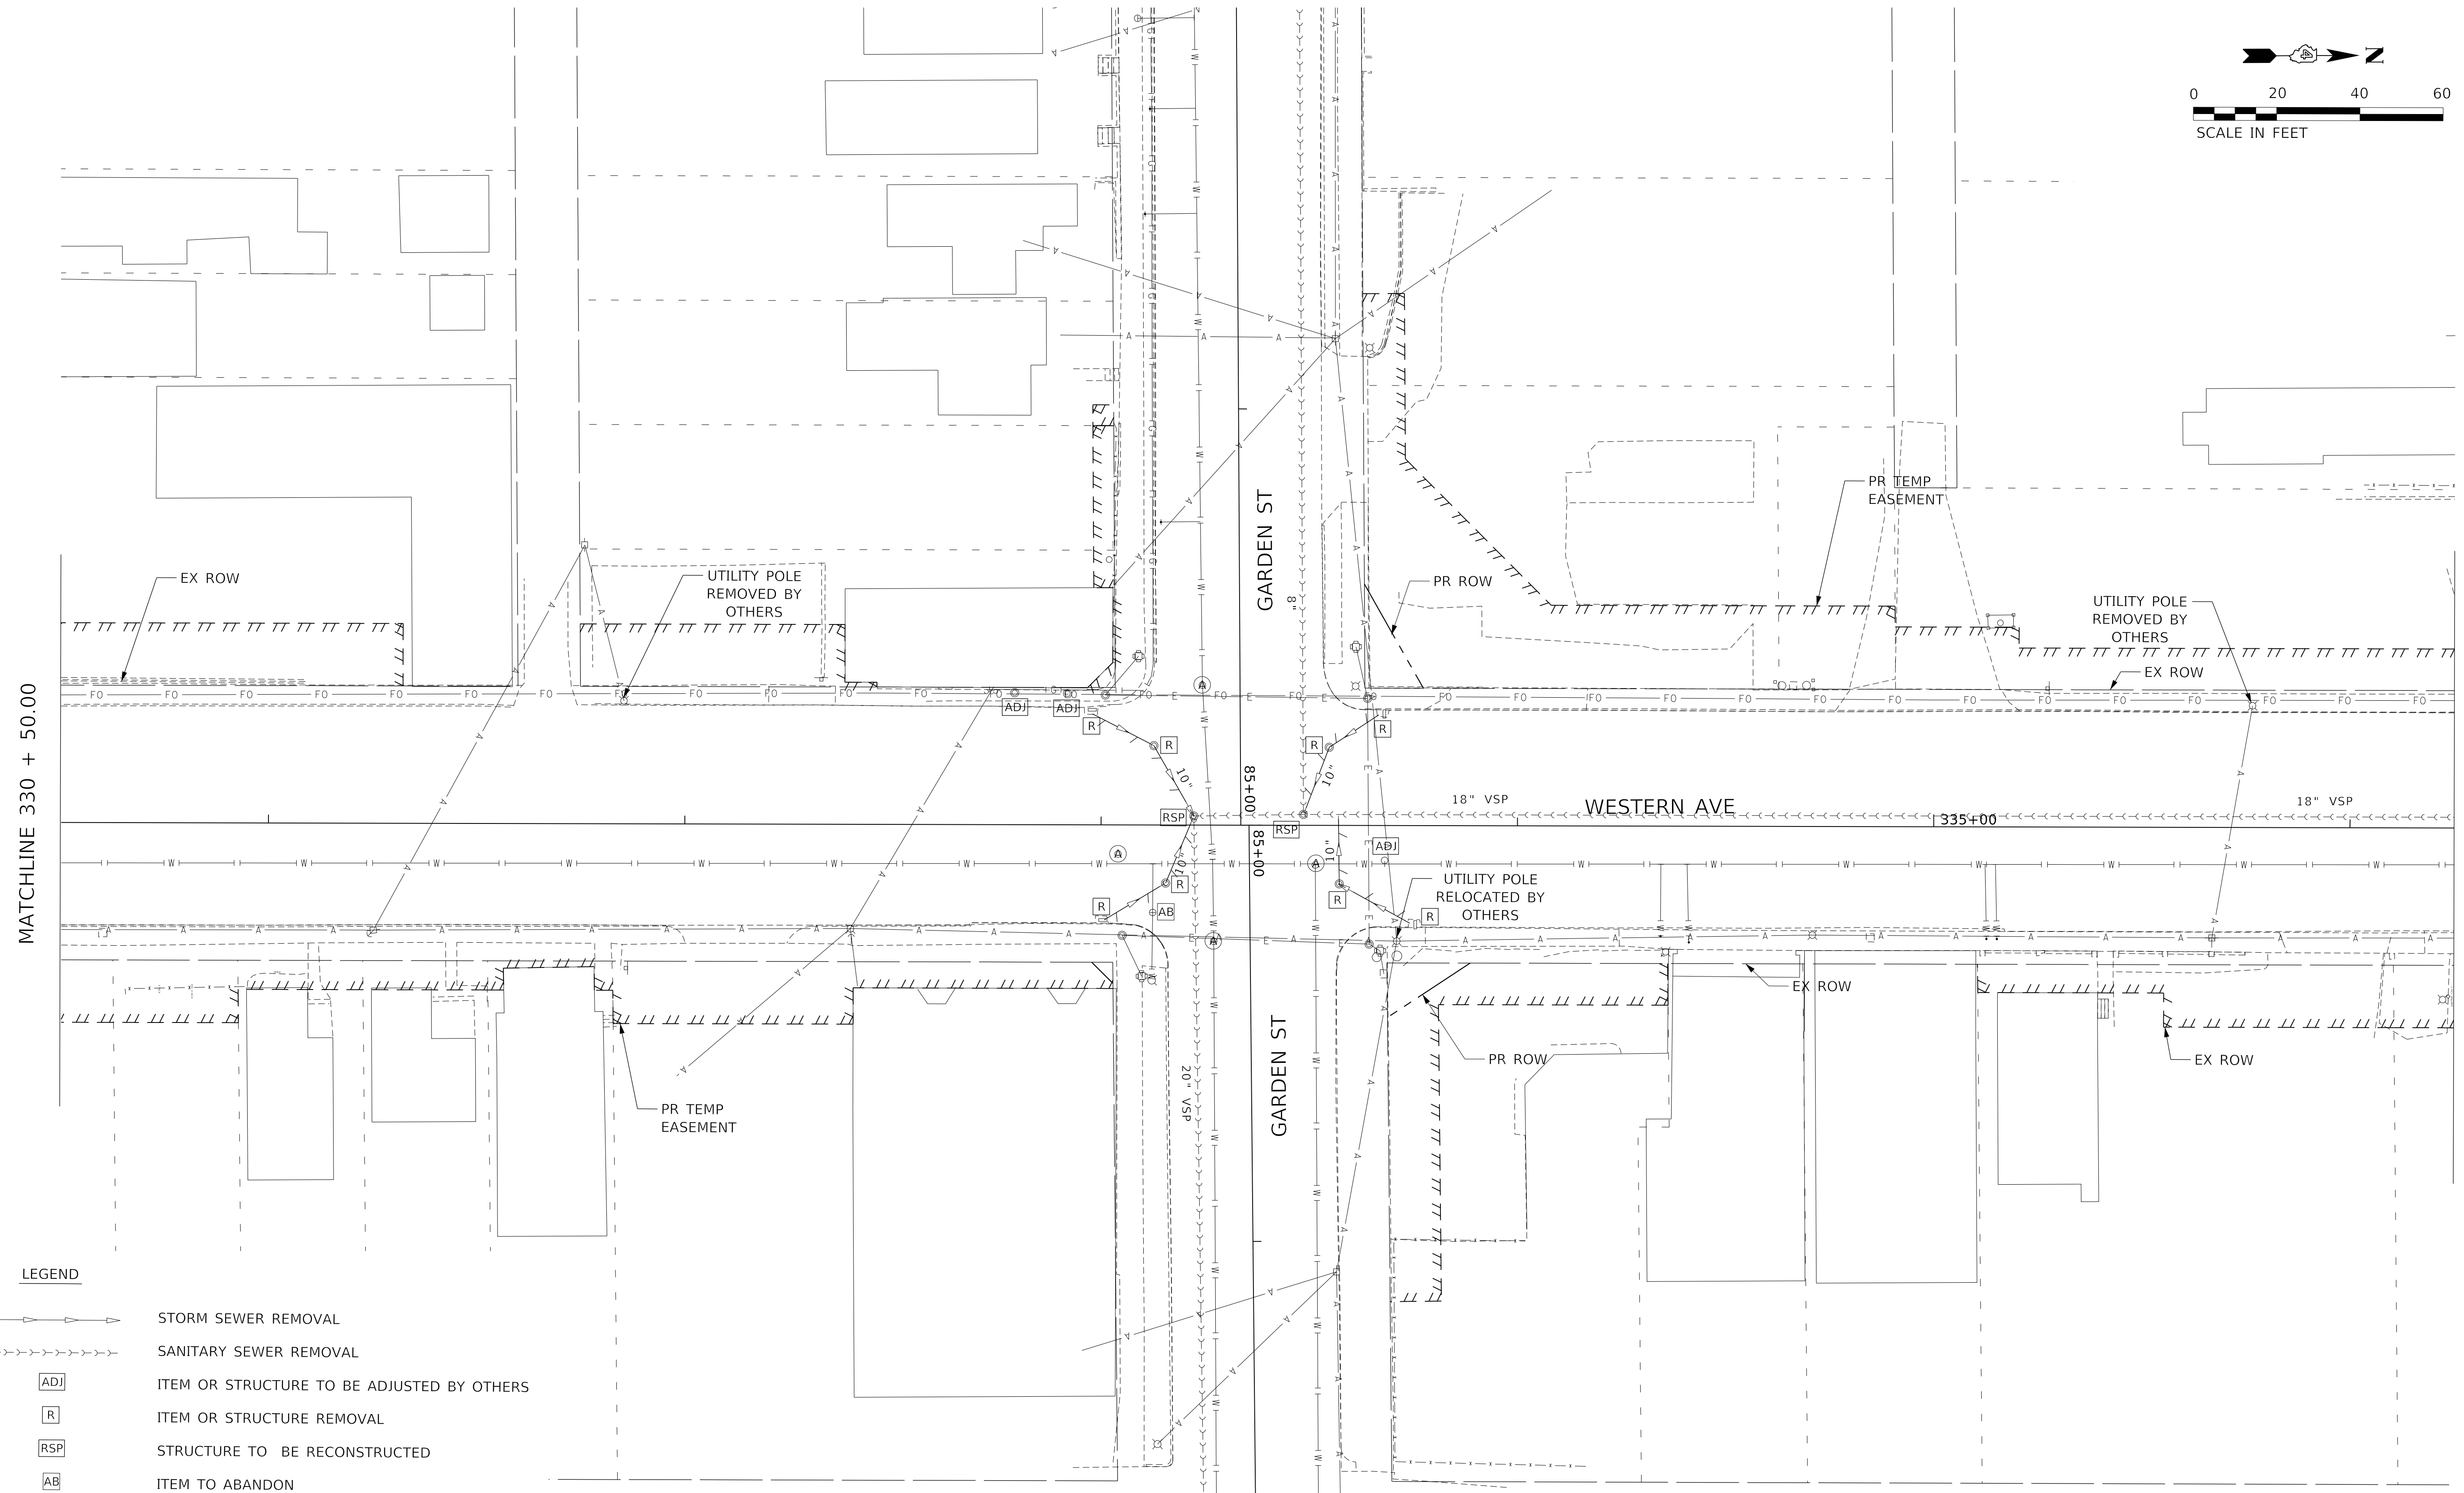 N
0 20 40 60
SCALE IN FEET
PR TEMP
EASEMENT
EX ROW
UTILITY POLE
REMOVED BY
OTHERS
GARDEN ST
8"
PR ROW
UTILITY POLE
REMOVED BY
OTHERS
EX ROW
MATCHLINE 330 + 50.00
ADJ
ADJ
R
R
R
R
10"
10"
85+00
RSP
RSP
18" VSP
WESTERN AVE
18" VSP
335+00
85+00
10"
10"
ADJ
R
R
R
R
AB
UTILITY POLE
RELOCATED BY
OTHERS
EX ROW
PR ROW
EX ROW
20" VSP
GARDEN ST
PR TEMP
EASEMENT
LEGEND
STORM SEWER REMOVAL
SANITARY SEWER REMOVAL
ADJ ITEM OR STRUCTURE TO BE ADJUSTED BY OTHERS
R ITEM OR STRUCTURE REMOVAL
RSP STRUCTURE TO BE RECONSTRUCTED
AB ITEM TO ABANDON